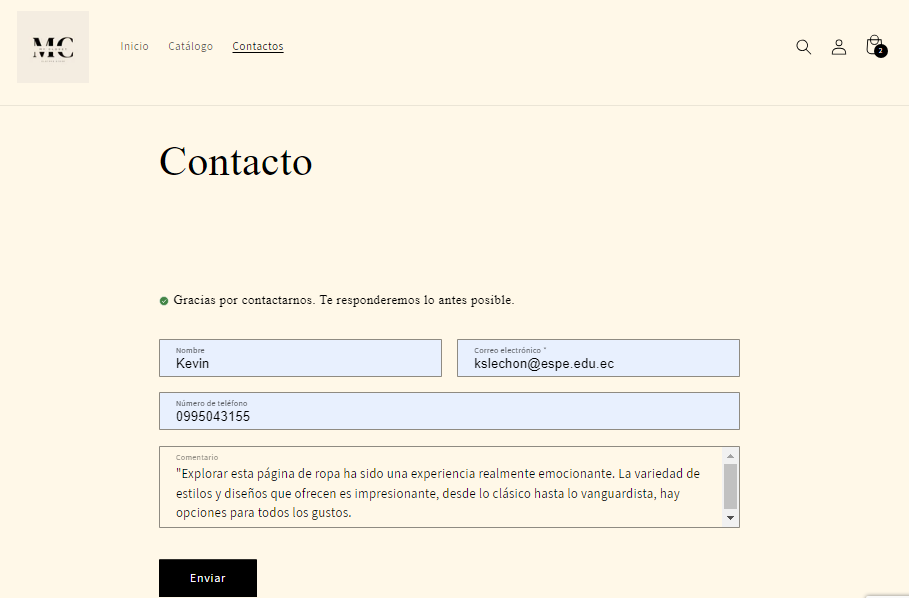 MC
Inicio Catálogo Contactos
2
Contacto
Gracias por contactarnos. Te responderemos lo antes posible.
Nombre
Kevin
Correo electrónico *
kslechon@espe.edu.ec
Número de teléfono
0995043155
Comentario
"Explorar esta página de ropa ha sido una experiencia realmente emocionante. La variedad de
estilos y diseños que ofrecen es impresionante, desde lo clásico hasta lo vanguardista, hay
opciones para todos los gustos.
Enviar